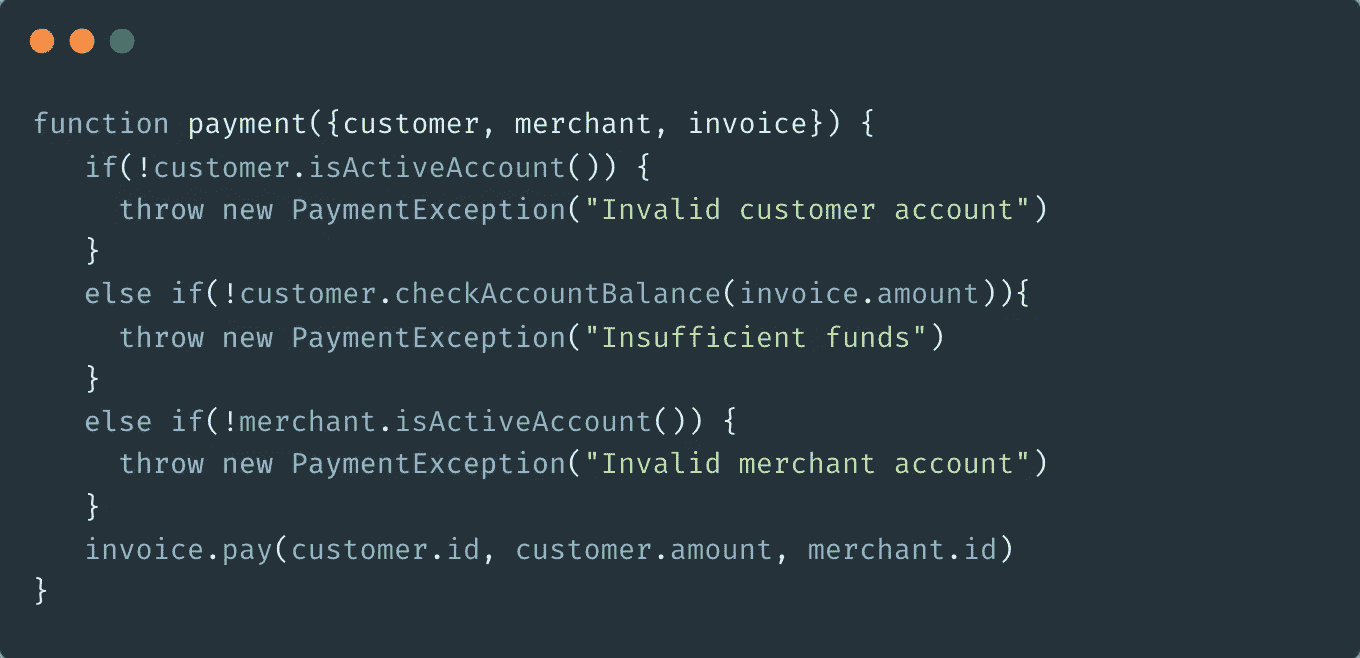 function payment({customer, merchant, invoice}) {
   if(!customer.isActiveAccount()) {
     throw new PaymentException("Invalid customer account")
   }
   else if(!customer.checkAccountBalance(invoice.amount)){
     throw new PaymentException("Insufficient funds")
   }
   else if(!merchant.isActiveAccount()) {
     throw new PaymentException("Invalid merchant account")
   }
   invoice.pay(customer.id, customer.amount, merchant.id)
}